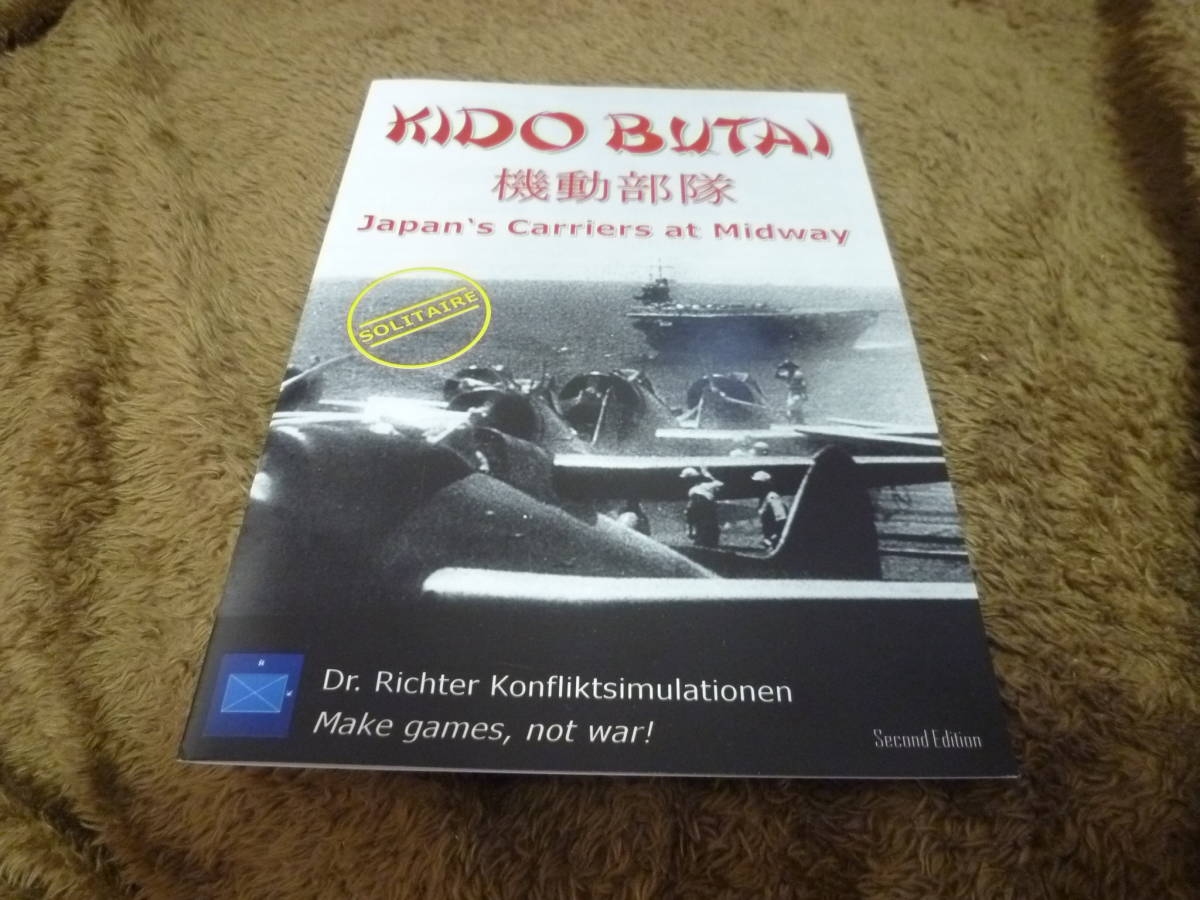 KIDO BUTAI
機動部隊
Japan's Carriers at Midway
SOLITAIRE
Dr. Richter Konfliktsimulationen
Make games, not war!
Second Edition